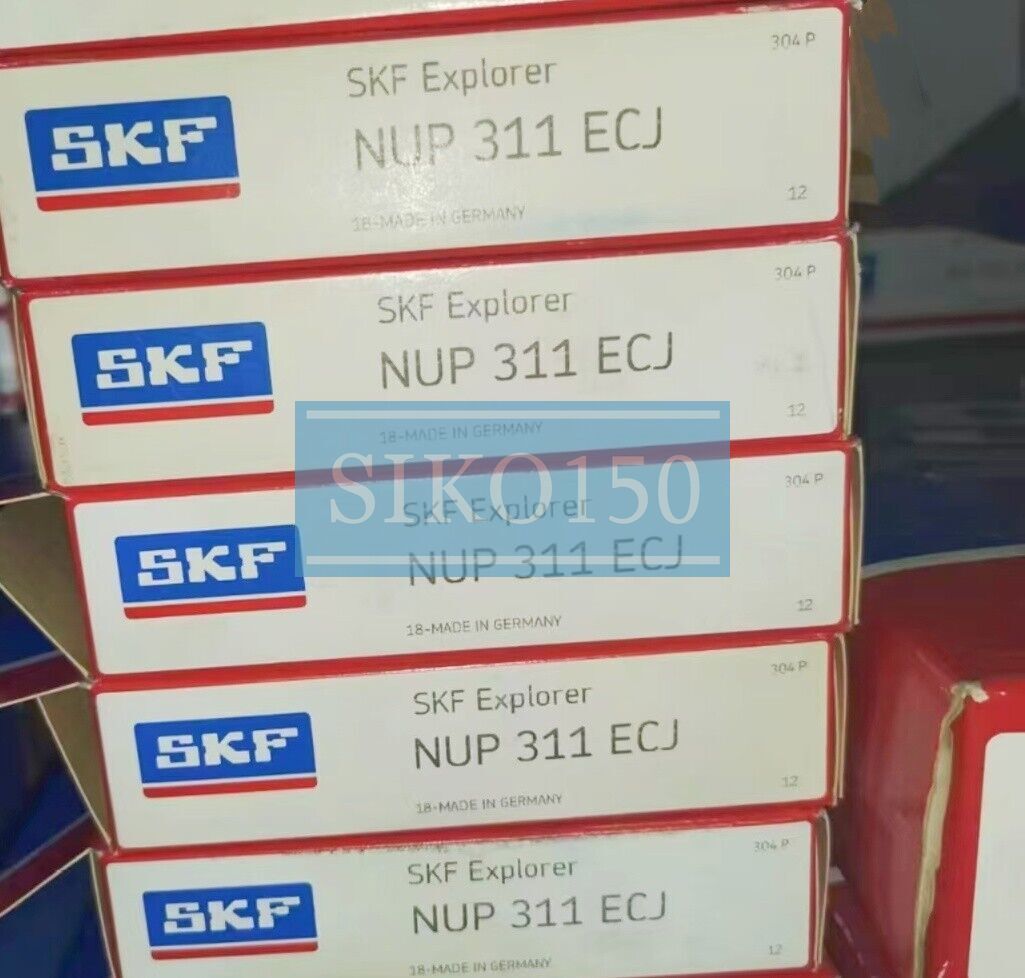 304 P
SKF Explorer
SKF
NUP 311 ECJ
12
18-MADE IN GERMANY
304 P
SKF Explorer
SKF
NUP 311 ECJ
12
18-MADE IN GERMANY
SIKO150
304 P
SKF Explorer
SKF
NUP 311 ECJ
12
18-MADE IN GERMANY
304 P
SKF Explorer
SKF
NUP 311 ECJ
12
18-MADE IN GERMANY
304 P
SKF Explorer
SKF
NUP 311 ECJ
12
18-MADE IN GERMANY